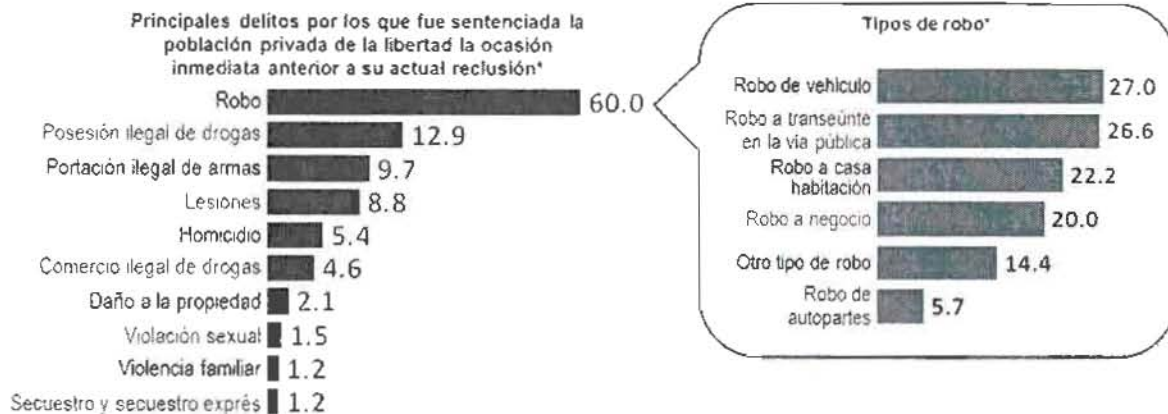 Principales delitos por los que fue sentenciada la
población privada de la libertad la ocasión
inmediata anterior a su actual reclusión*
Robo 60.0
Posesión ilegal de drogas 12.9
Portación ilegal de armas 9.7
Lesiones 8.8
Homicidio 5.4
Comercio ilegal de drogas 4.6
Daño a la propiedad 2.1
Violación sexual 1.5
Violencia familiar 1.2
Secuestro y secuestro exprés 1.2
Tipos de robo*
Robo de vehículo 27.0
Robo a transeúnte
en la vía pública 26.6
Robo a casa
habitación 22.2
Robo a negocio 20.0
Otro tipo de robo 14.4
Robo de
autopartes 5.7